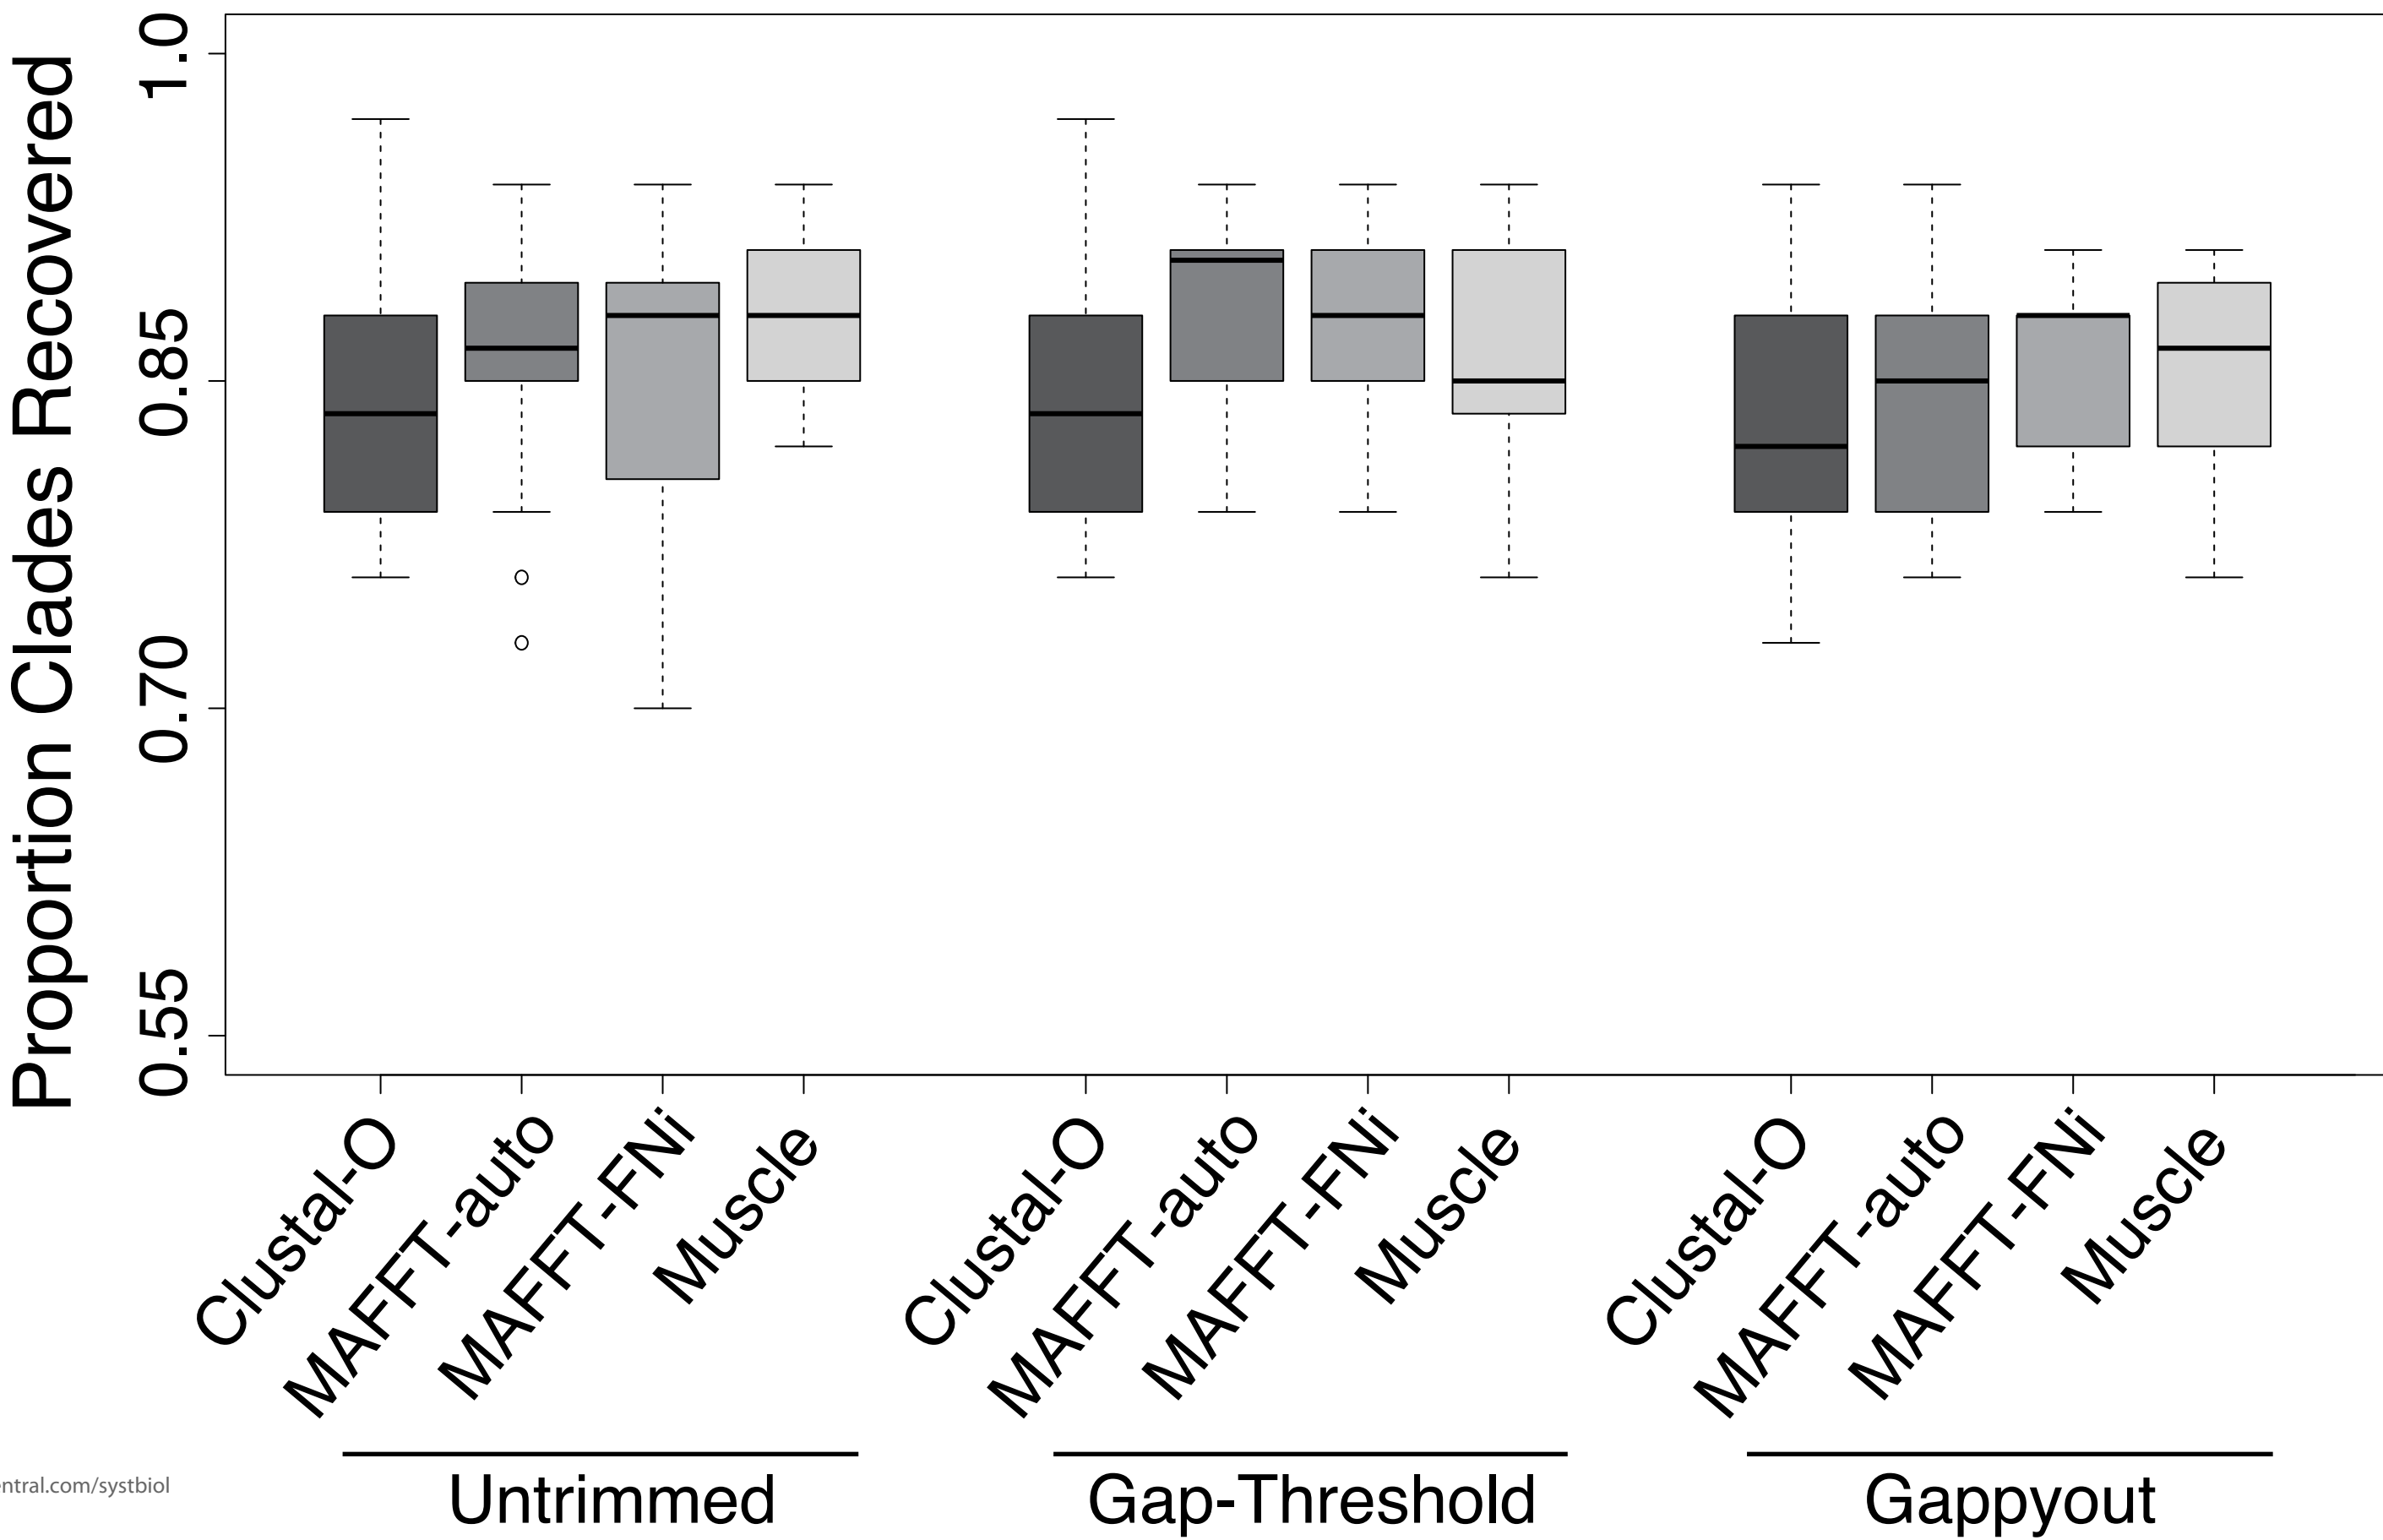 Proportion Clades Recovered
1.0
0.85
0.70
0.55
Clustal-O
MAFFT-auto
MAFFT-FNi
Muscle
Clustal-O
MAFFT-auto
MAFFT-FNi
Muscle
Clustal-O
MAFFT-auto
MAFFT-FNi
Muscle
Untrimmed
Gap-Threshold
Gappyout
ntral.com/systbiol